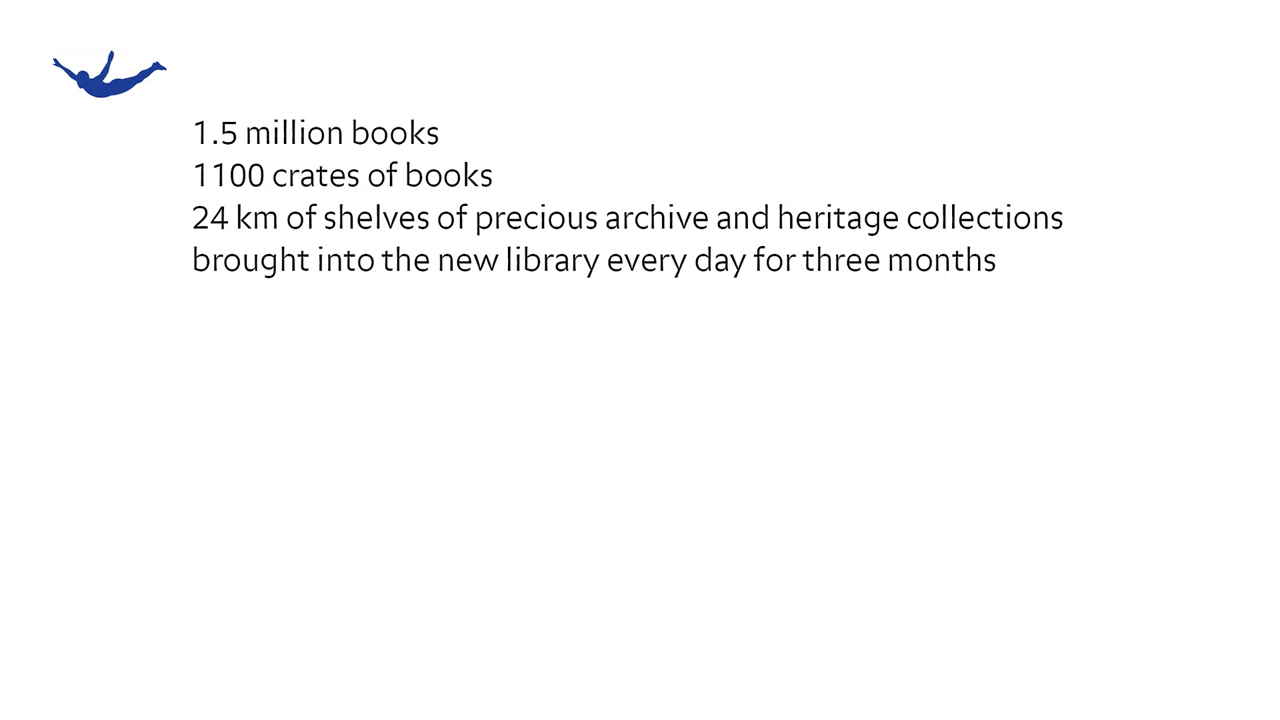 1.5 million books
1100 crates of books
24 km of shelves of precious archive and heritage collections
brought into the new library every day for three months